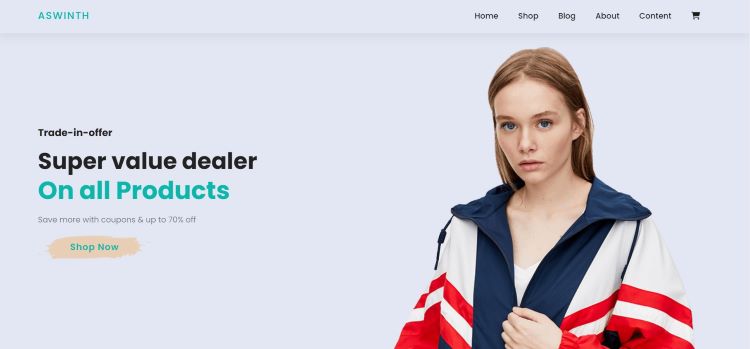 ASWINTH
Home Shop Blog About Content
Trade-in-offer
Super value dealer
On all Products
Save more with coupons & up to 70% off
Shop Now